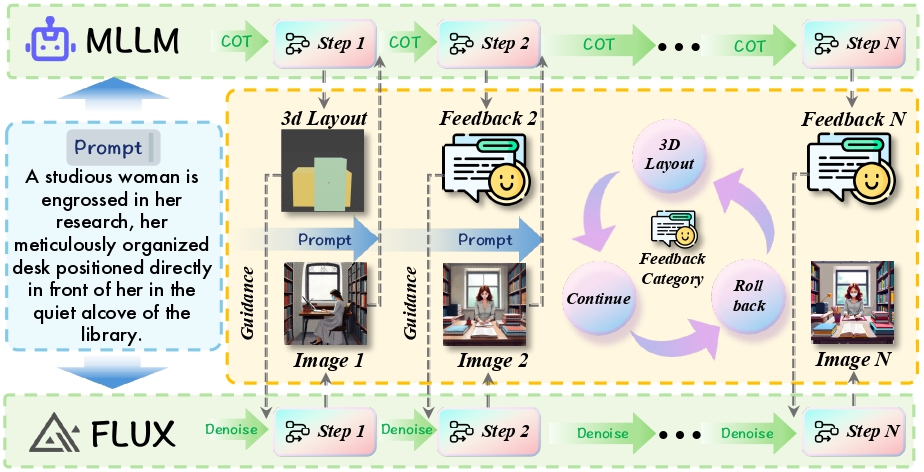 MLLM
COT
Step 1
COT
Step 2
COT
COT
Step N
Prompt
A studious woman is
engrossed in her
research, her
meticulously organized
desk positioned directly
in front of her in the
quiet alcove of the
library.
3d Layout
Feedback 2
Feedback N
Guidance
Prompt
Image 1
Guidance
Prompt
Image 2
3D
Layout
Feedback
Category
Continue
Roll
back
Image N
FLUX
Denoise
Step 1
Denoise
Step 2
Denoise
Denoise
Step N